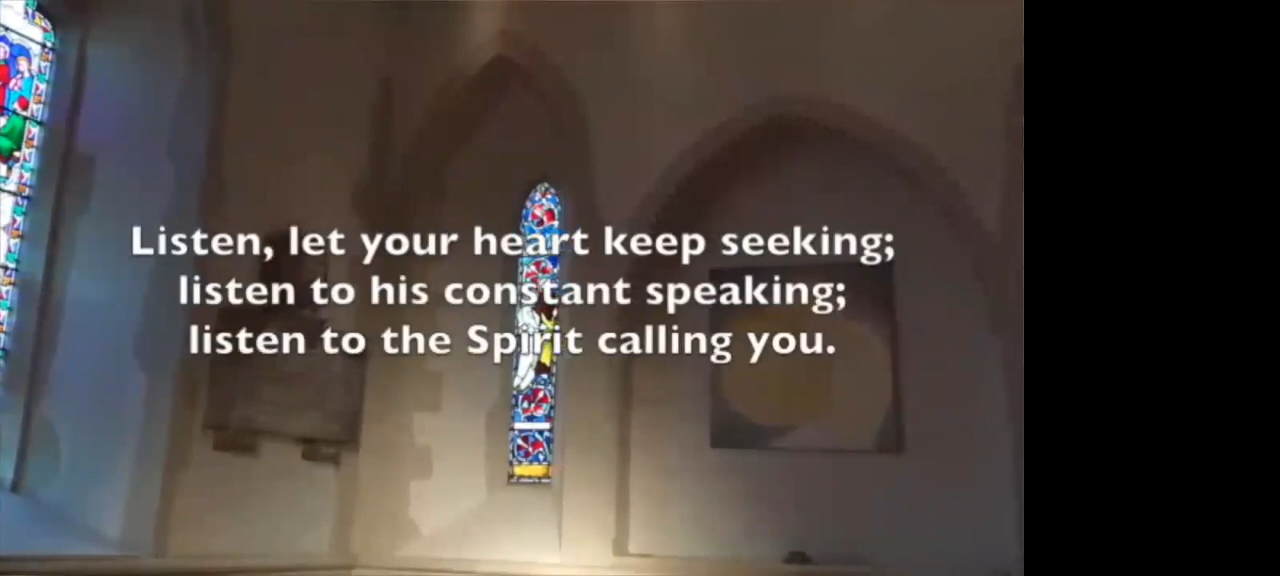 Listen, let your heart keep seeking;
listen to his constant speaking;
listen to the Spirit calling you.